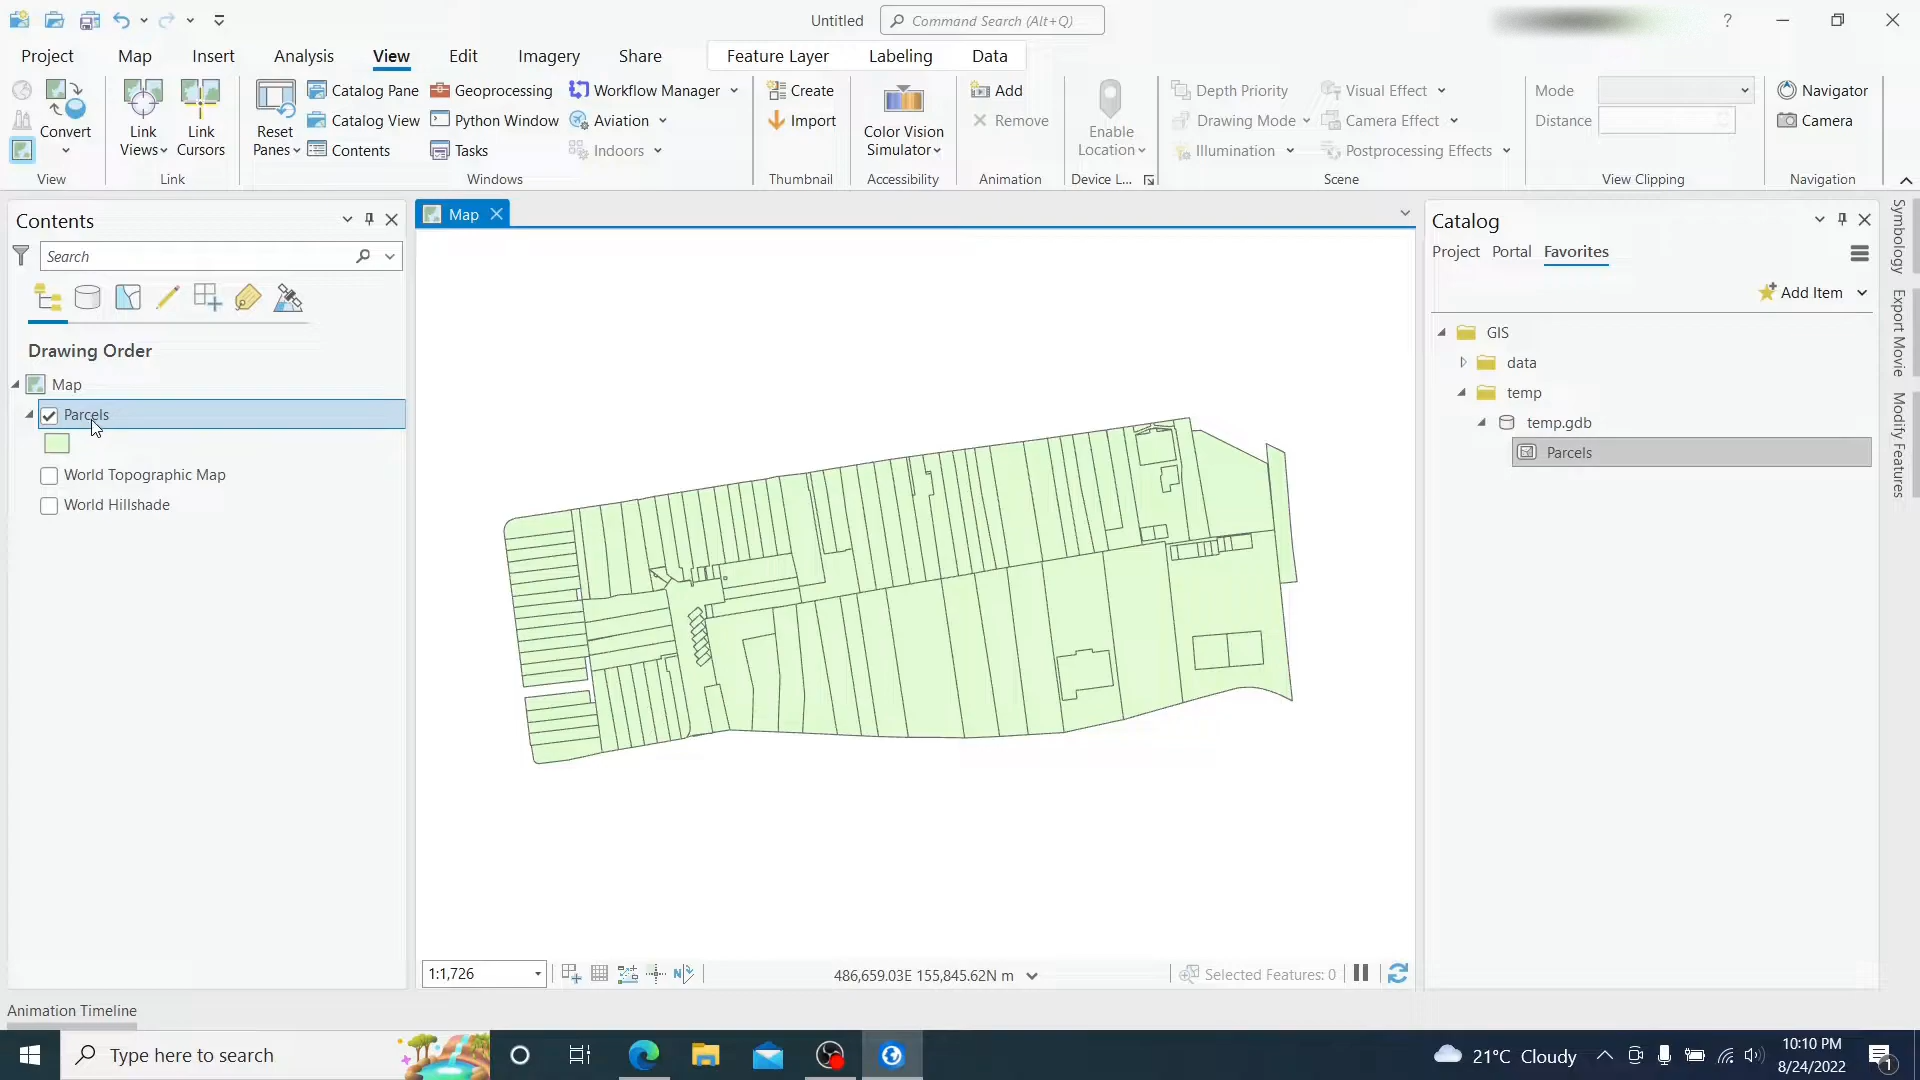 Untitled
Command Search (Alt+Q)
?
Project Map Insert Analysis View Edit Imagery Share Feature Layer Labeling Data
Convert
View
Link Views
Link Cursors
Link
Reset Panes
Catalog Pane
Catalog View
Contents
Geoprocessing
Python Window
Tasks
Workflow Manager
Aviation
Indoors
Windows
Create
Import
Thumbnail
Color Vision
Simulator
Accessibility
Add
Remove
Animation
Enable
Location
Device L...
Depth Priority
Drawing Mode
Illumination
Visual Effect
Camera Effect
Postprocessing Effects
Scene
Mode
Distance
View Clipping
Navigator
Camera
Navigation
Contents
Search
Drawing Order
Map
Parcels
World Topographic Map
World Hillshade
Map
1:1,726
486,659.03E 155,845.62N m
Selected Features: 0
Catalog
Project Portal Favorites
Add Item
GIS
data
temp
temp.gdb
Parcels
Symbology
Export Movie
Modify Features
Animation Timeline
Type here to search
21°C Cloudy
10:10 PM
8/24/2022
1